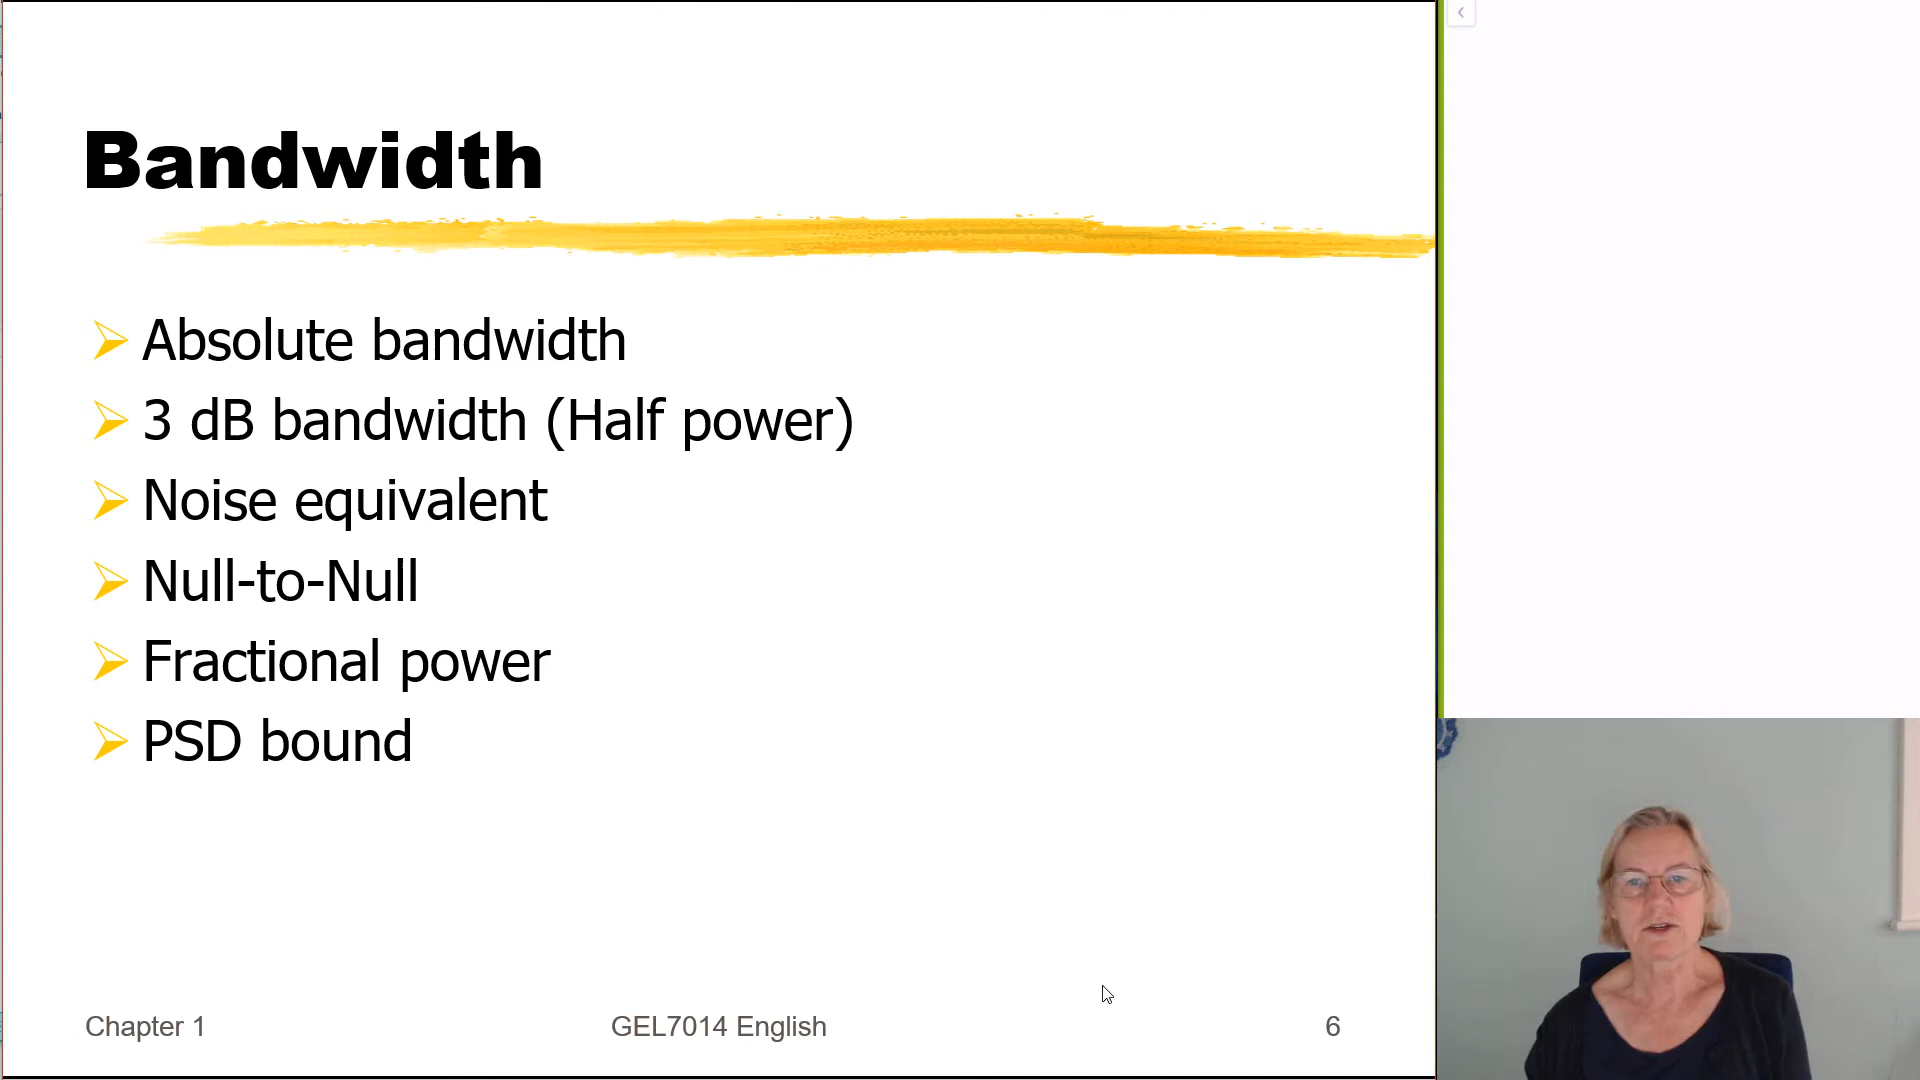 Bandwidth
Absolute bandwidth
3 dB bandwidth (Half power)
Noise equivalent
Null-to-Null
Fractional power
PSD bound
Chapter 1
GEL7014 English
6